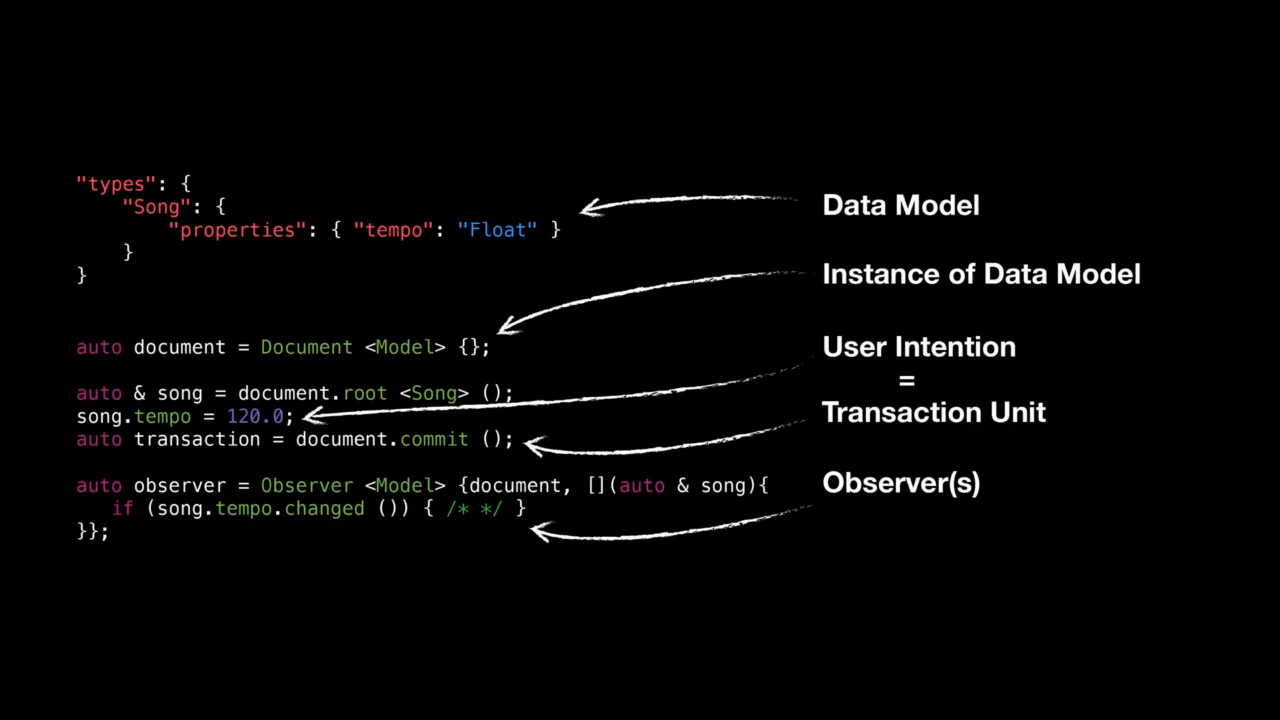 "types": {
    "Song": {
        "properties": { "tempo": "Float" }
    }
}
auto document = Document <Model> {};
auto & song = document.root <Song> ();
song.tempo = 120.0;
auto transaction = document.commit ();
auto observer = Observer <Model> {document, [](auto & song){
   if (song.tempo.changed ()) { /* */ }
}};
Data Model
Instance of Data Model
User Intention
=
Transaction Unit
Observer(s)